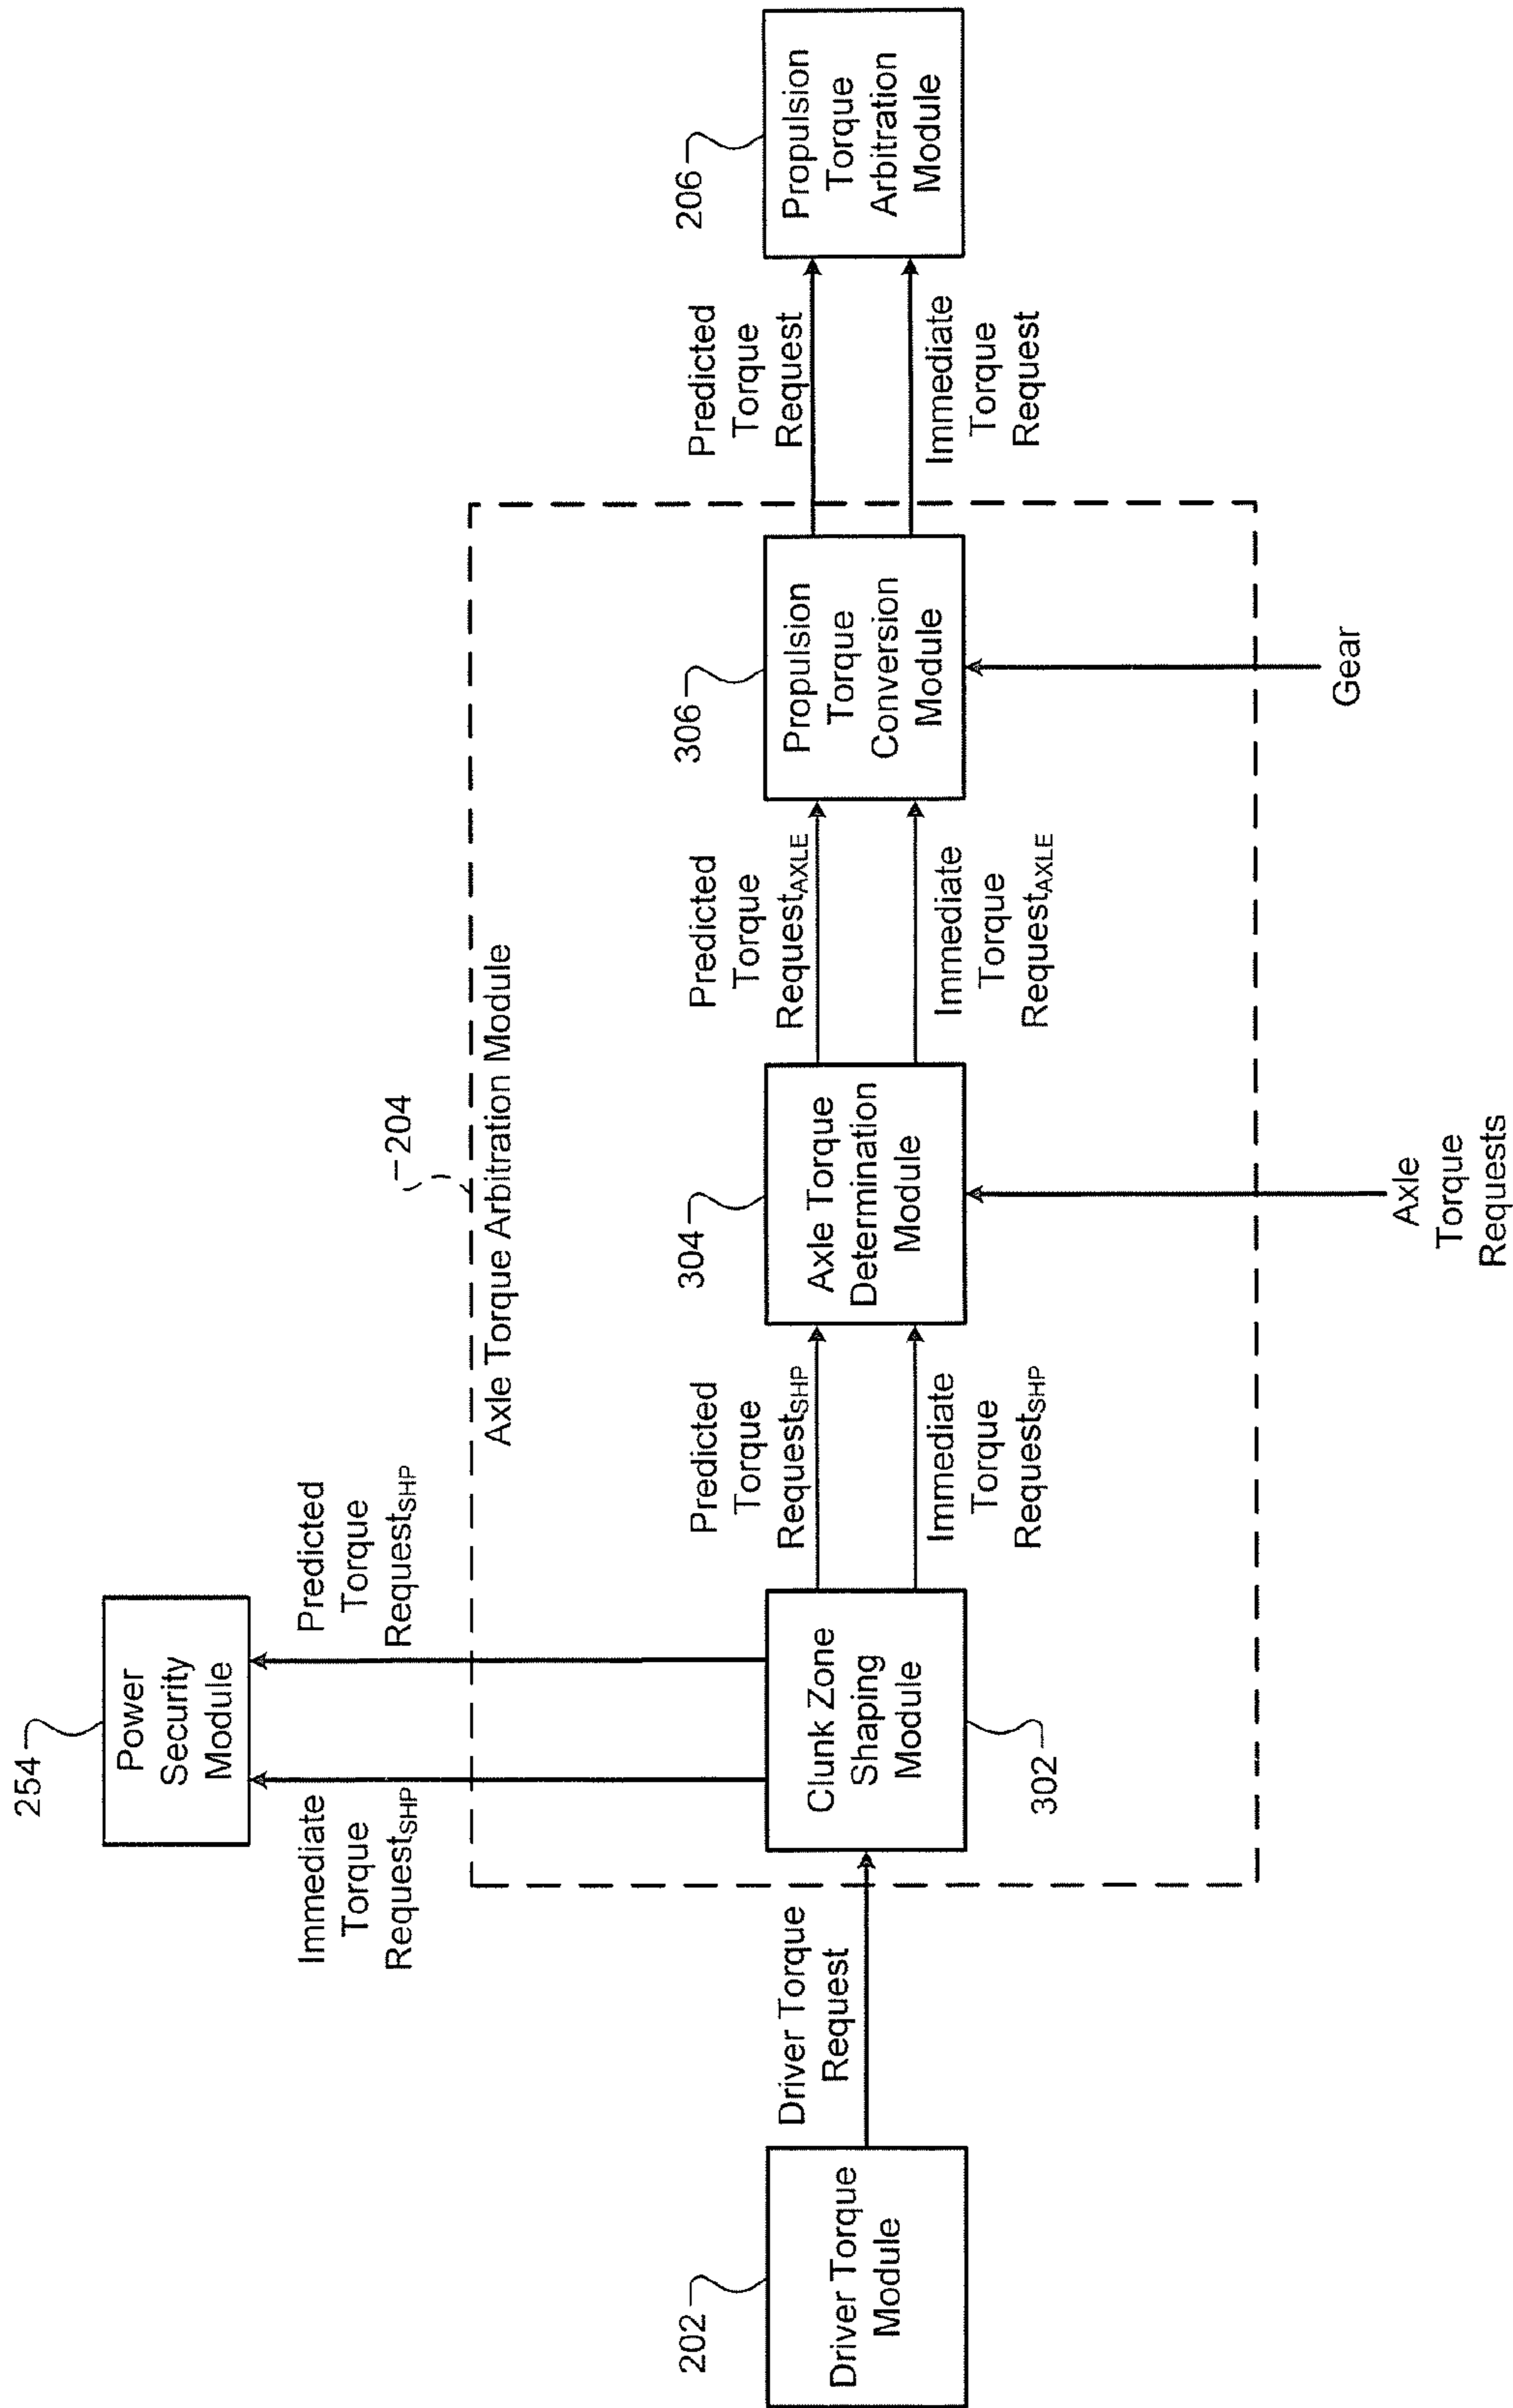 254
Power
Security
Module
Immediate
Torque
RequestSHP
Predicted
Torque
RequestSHP
204
Axle Torque Arbitration Module
202
Driver Torque
Module
Driver Torque
Request
Clunk Zone
Shaping
Module
302
Predicted
Torque
RequestSHP
Immediate
Torque
RequestSHP
304
Axle Torque
Determination
Module
Axle
Torque
Requests
Predicted
Torque
RequestAXLE
Immediate
Torque
RequestAXLE
306
Propulsion
Torque
Conversion
Module
Gear
Predicted
Torque
Request
Immediate
Torque
Request
206
Propulsion
Torque
Arbitration
Module